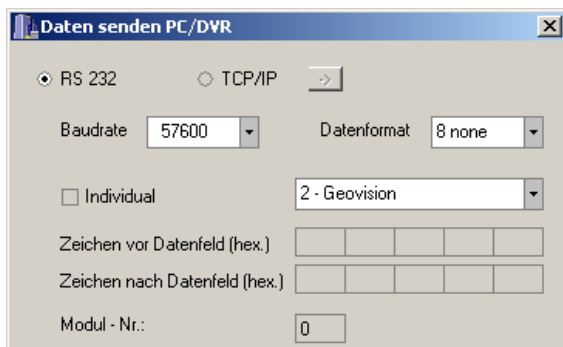 Daten senden PC/DVR
RS 232 TCP/IP ->
Baudrate 57600 Datenformat 8 none
Individual 2 - Geovision
Zeichen vor Datenfeld (hex.)
Zeichen nach Datenfeld (hex.)
Modul - Nr.: 0